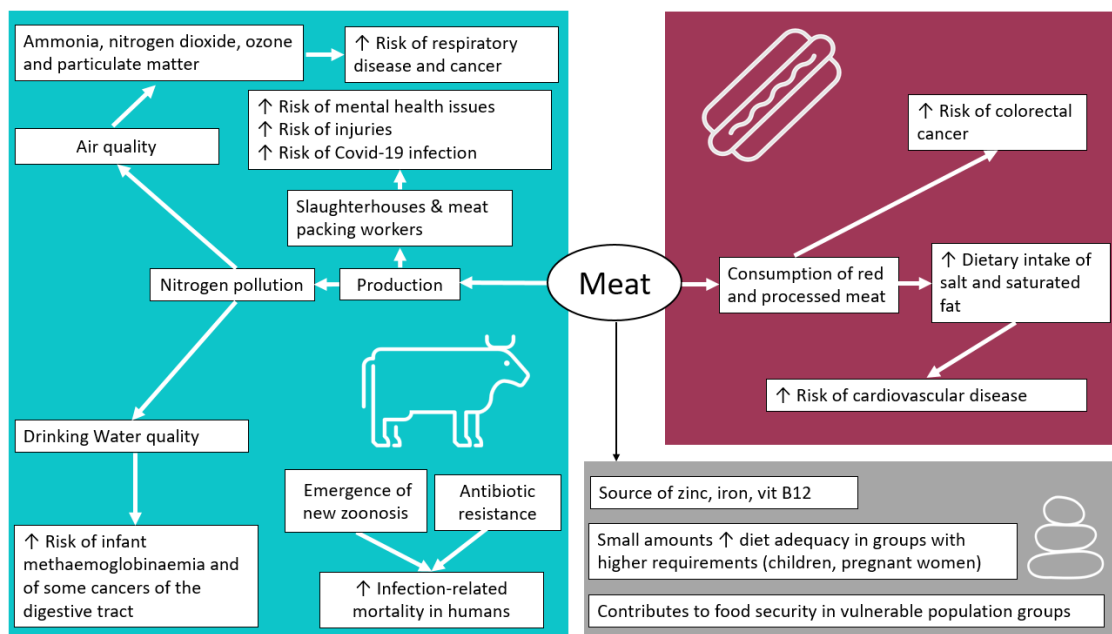 Ammonia, nitrogen dioxide, ozone
and particulate matter
↑ Risk of respiratory
disease and cancer
↑ Risk of mental health issues
↑ Risk of injuries
↑ Risk of Covid-19 infection
Air quality
Slaughterhouses & meat
packing workers
Nitrogen pollution
Production
Meat
Drinking Water quality
↑ Risk of infant
methaemoglobinaemia and
of some cancers of the
digestive tract
Emergence of
new zoonosis
Antibiotic
resistance
↑ Infection-related
mortality in humans
↑ Risk of colorectal
cancer
Consumption of red
and processed meat
↑ Dietary intake of
salt and saturated
fat
↑ Risk of cardiovascular disease
Source of zinc, iron, vit B12
Small amounts ↑ diet adequacy in groups with
higher requirements (children, pregnant women)
Contributes to food security in vulnerable population groups